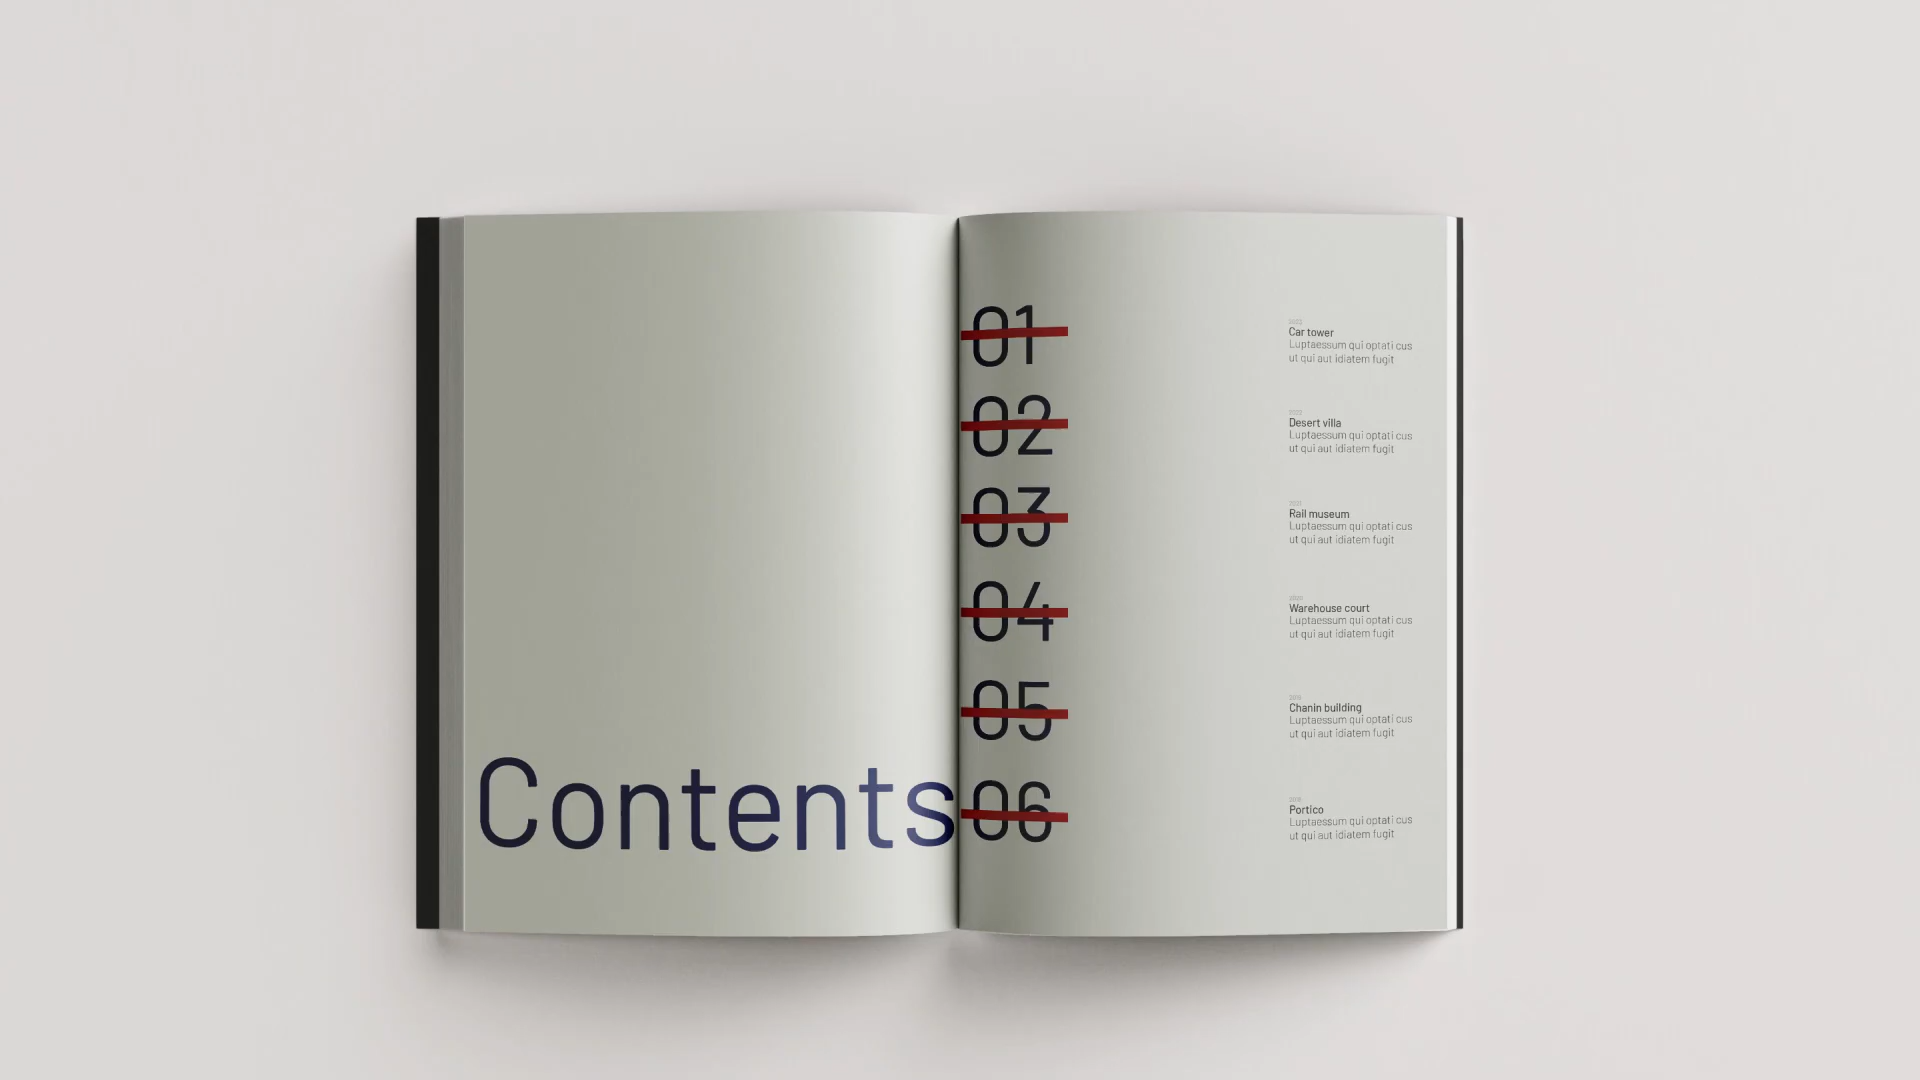 Contents
01
2022
Car tower
Luptaessum qui optati cus
ut qui aut idiatem fugit
02
2022
Desert villa
Luptaessum qui optati cus
ut qui aut idiatem fugit
03
Rail museum
Luptaessum qui optati cus
ut qui aut idiatem fugit
04
Warehouse court
Luptaessum qui optati cus
ut qui aut idiatem fugit
05
Chanin building
Luptaessum qui optati cus
ut qui aut idiatem fugit
06
Portico
Luptaessum qui optati cus
ut qui aut idiatem fugit